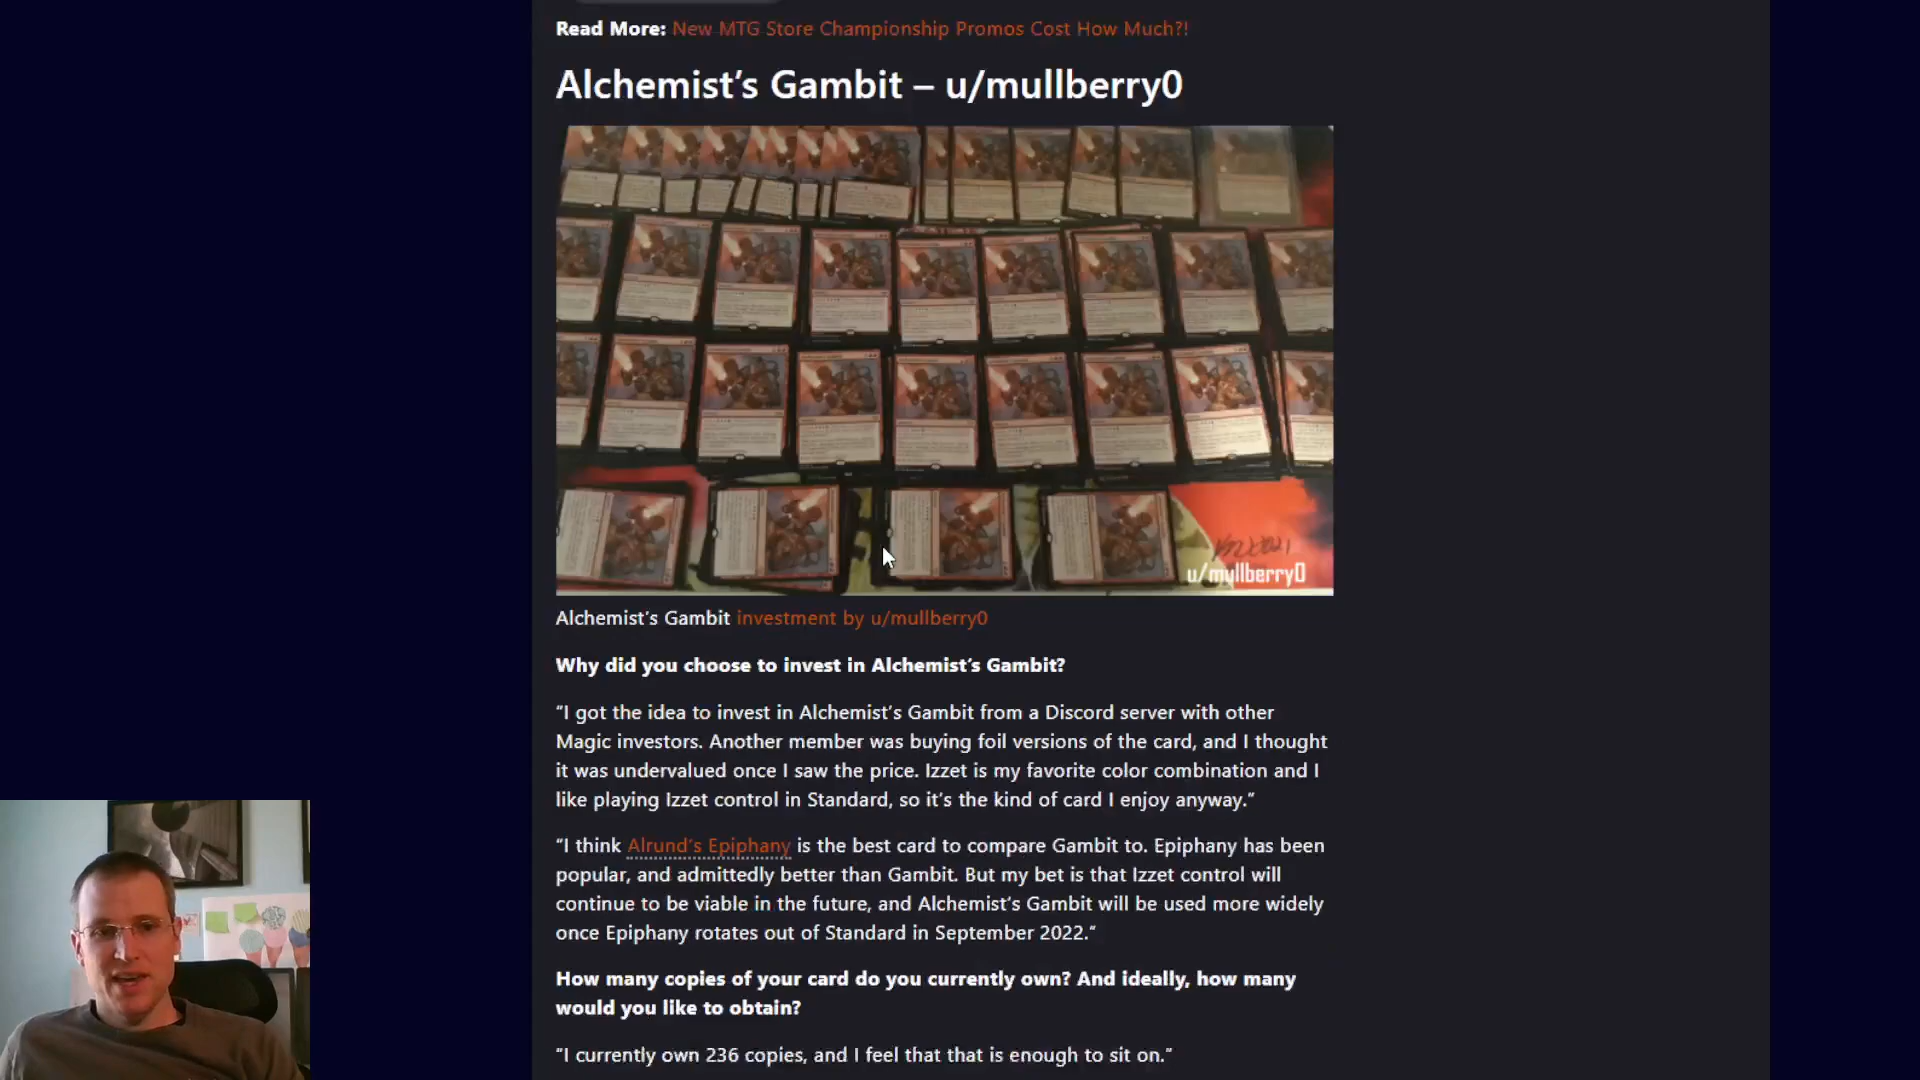 Read More: New MTG Store Championship Promos Cost How Much?!
Alchemist’s Gambit – u/mullberry0
u/mullberry0
Alchemist’s Gambit investment by u/mullberry0
Why did you choose to invest in Alchemist’s Gambit?
“I got the idea to invest in Alchemist’s Gambit from a Discord server with other
Magic investors. Another member was buying foil versions of the card, and I thought
it was undervalued once I saw the price. Izzet is my favorite color combination and I
like playing Izzet control in Standard, so it’s the kind of card I enjoy anyway.”
“I think Alrund’s Epiphany is the best card to compare Gambit to. Epiphany has been
popular, and admittedly better than Gambit. But my bet is that Izzet control will
continue to be viable in the future, and Alchemist’s Gambit will be used more widely
once Epiphany rotates out of Standard in September 2022.”
How many copies of your card do you currently own? And ideally, how many
would you like to obtain?
“I currently own 236 copies, and I feel that that is enough to sit on.”